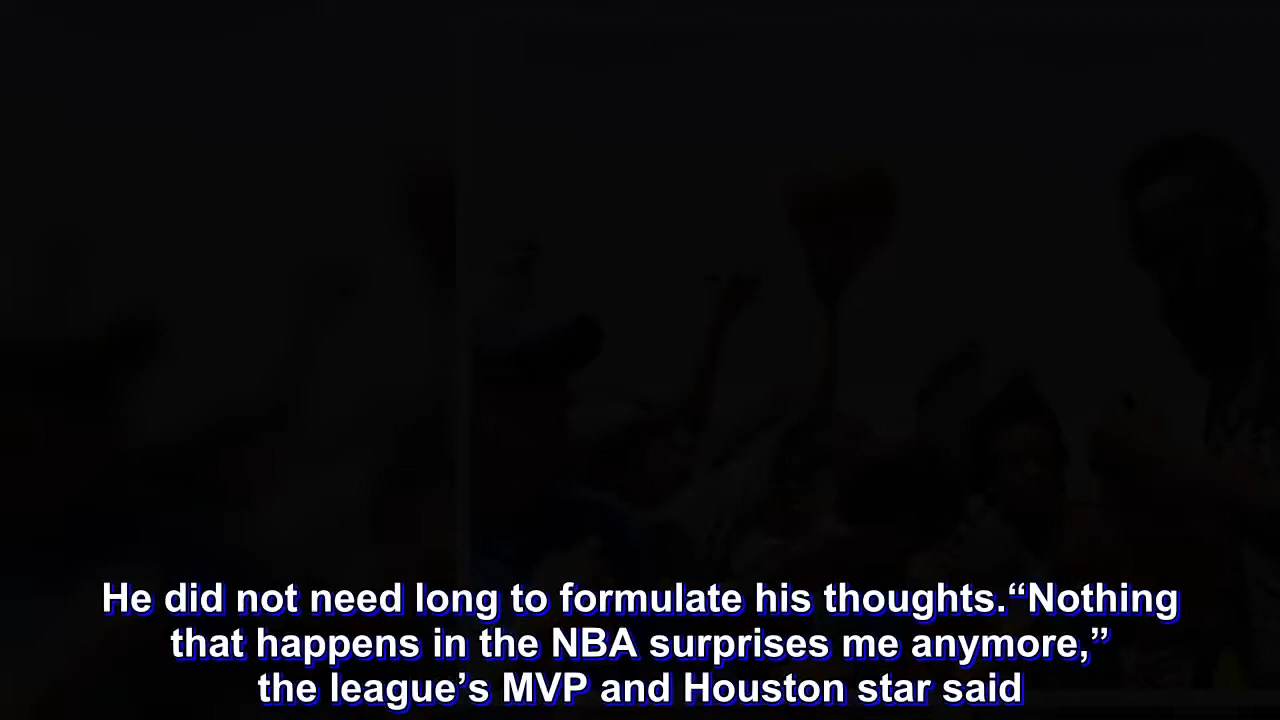 He did not need long to formulate his thoughts.“Nothing
that happens in the NBA surprises me anymore,”
the league’s MVP and Houston star said